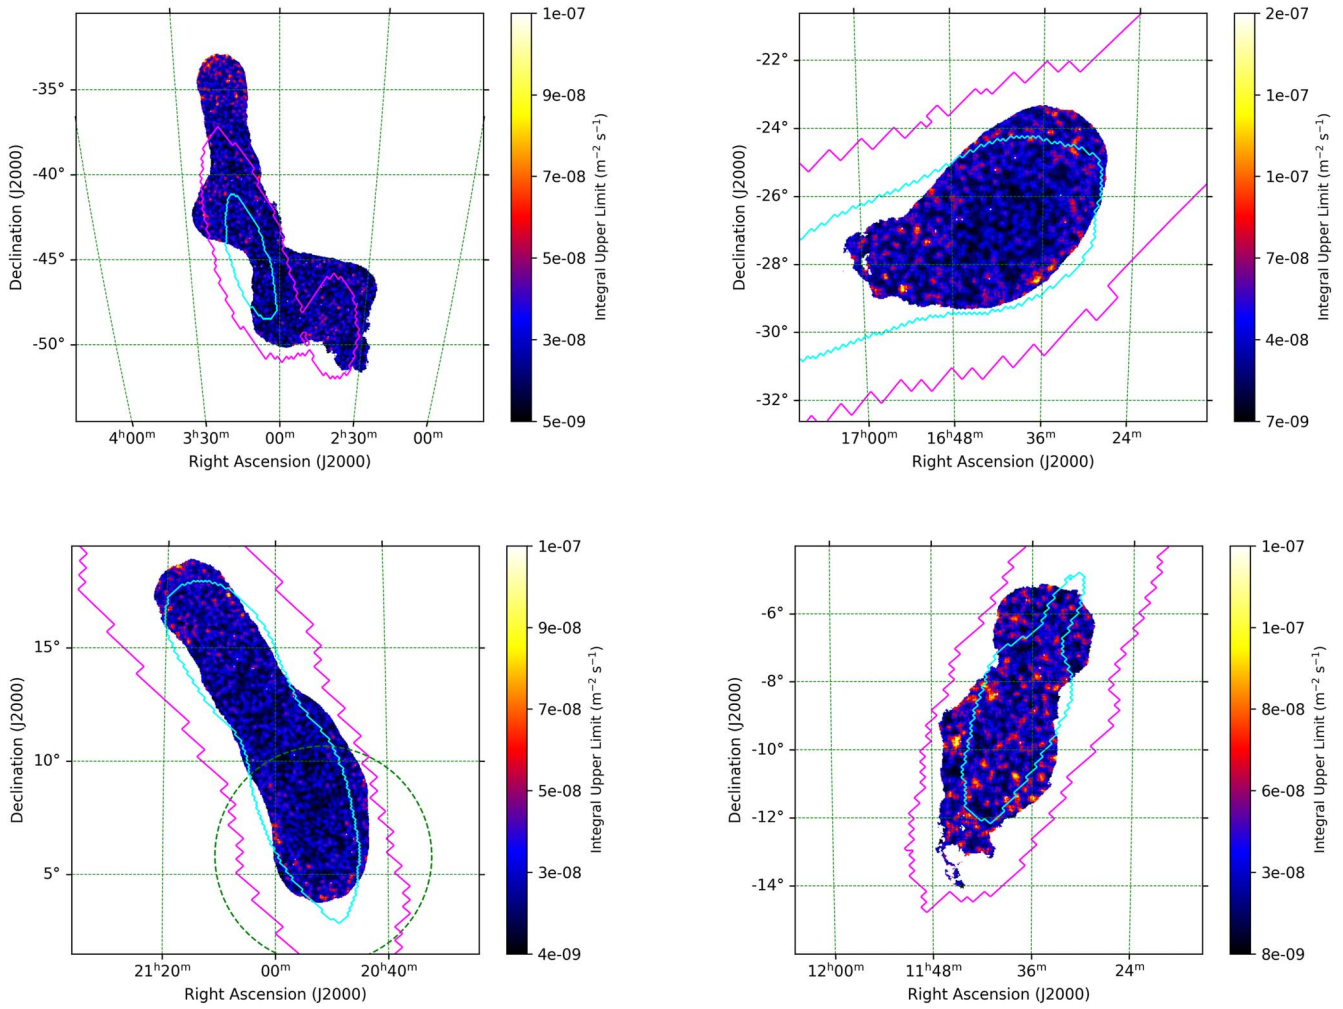 1e-07
9e-08
7e-08
5e-08
3e-08
5e-09
Integral Upper Limit (m⁻² s⁻¹)
-35°
-40°
-45°
-50°
Declination (J2000)
4ʰ00ᵐ 3ʰ30ᵐ 00ᵐ 2ʰ30ᵐ 00ᵐ
Right Ascension (J2000)
2e-07
1e-07
1e-07
7e-08
4e-08
7e-09
Integral Upper Limit (m⁻² s⁻¹)
-22°
-24°
-26°
-28°
-30°
-32°
Declination (J2000)
17ʰ00ᵐ 16ʰ48ᵐ 36ᵐ 24ᵐ
Right Ascension (J2000)
1e-07
9e-08
7e-08
5e-08
3e-08
4e-09
Integral Upper Limit (m⁻² s⁻¹)
15°
10°
5°
Declination (J2000)
21ʰ20ᵐ 00ᵐ 20ʰ40ᵐ
Right Ascension (J2000)
1e-07
1e-07
8e-08
6e-08
3e-08
8e-09
Integral Upper Limit (m⁻² s⁻¹)
-6°
-8°
-10°
-12°
-14°
Declination (J2000)
12ʰ00ᵐ 11ʰ48ᵐ 36ᵐ 24ᵐ
Right Ascension (J2000)